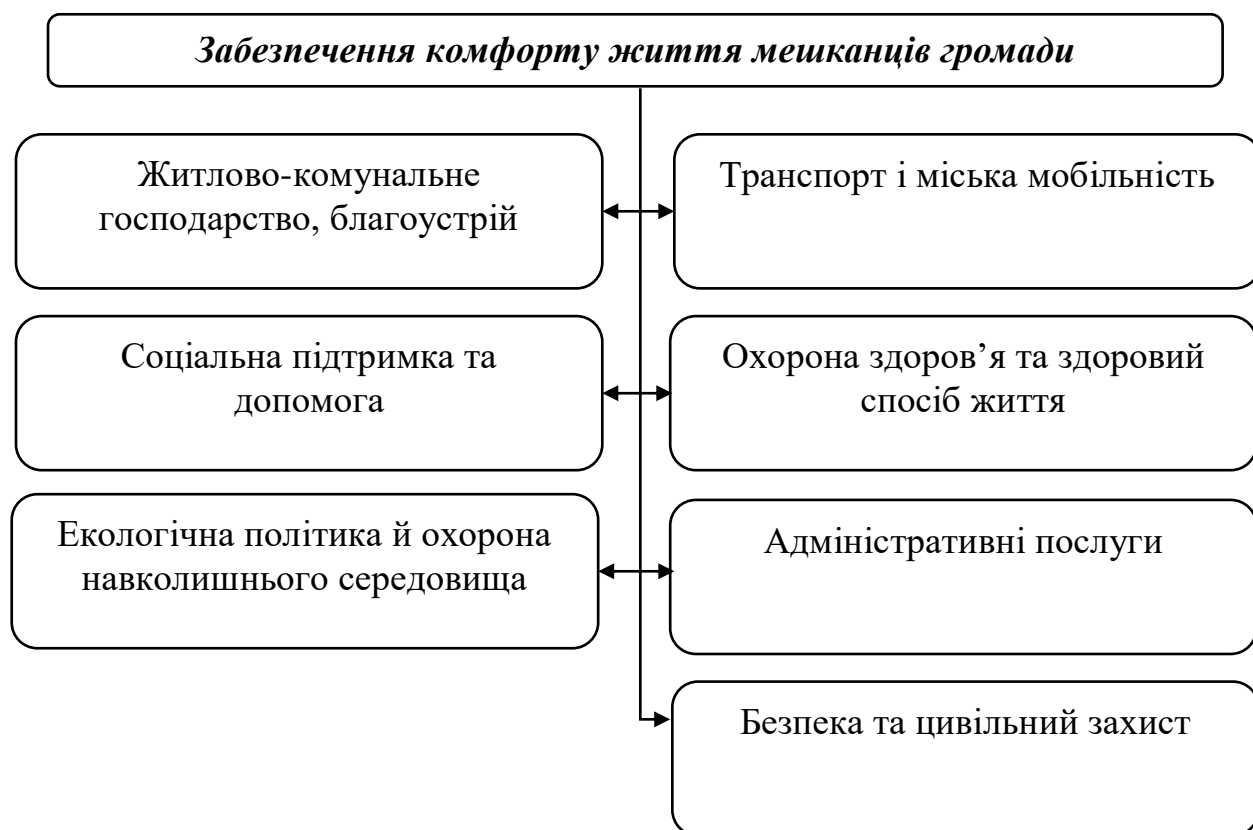 Забезпечення комфорту життя мешканців громади
Житлово-комунальне
господарство, благоустрій
Транспорт і міська мобільність
Соціальна підтримка та
допомога
Охорона здоров’я та здоровий
спосіб життя
Екологічна політика й охорона
навколишнього середовища
Адміністративні послуги
Безпека та цивільний захист